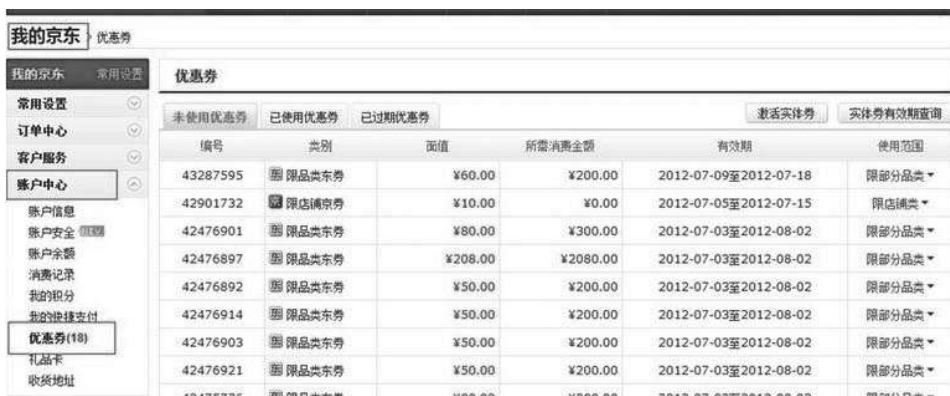 我的京东 > 优惠券
我的京东 常用设置
常用设置
订单中心
客户服务
账户中心
账户信息
账户安全
账户余额
消费记录
我的积分
我的快捷支付
优惠券(18)
礼品卡
收货地址
优惠券
未使用优惠券 已使用优惠券 已过期优惠券 激活实体券 实体券有效期查询
编号 类别 面值 所需消费金额 有效期 使用范围
43287595 限品类东券 ¥60.00 ¥200.00 2012-07-09至2012-07-18 限部分品类
42901732 京 限店铺京券 ¥10.00 ¥0.00 2012-07-05至2012-07-15 限店铺类
42476901 限品类东券 ¥80.00 ¥300.00 2012-07-03至2012-08-02 限部分品类
42476897 限品类东券 ¥208.00 ¥2080.00 2012-07-03至2012-08-02 限部分品类
42476892 限品类东券 ¥50.00 ¥200.00 2012-07-03至2012-08-02 限部分品类
42476914 限品类东券 ¥50.00 ¥200.00 2012-07-03至2012-08-02 限部分品类
42476903 限品类东券 ¥50.00 ¥200.00 2012-07-03至2012-08-02 限部分品类
42476921 限品类东券 ¥50.00 ¥200.00 2012-07-03至2012-08-02 限部分品类